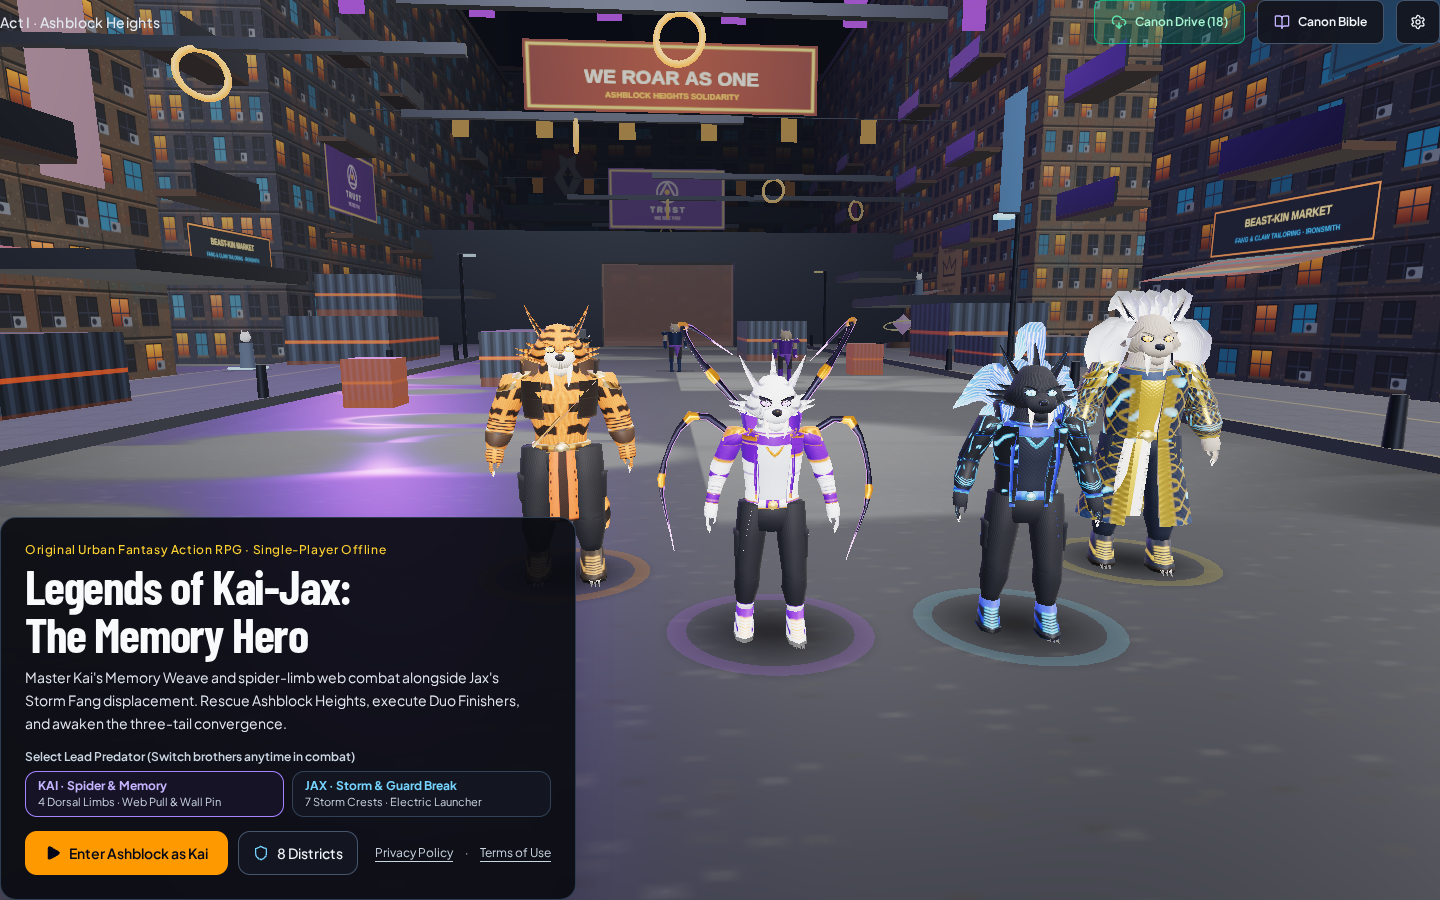 Act I · Ashblock Heights
Canon Drive (18)
Canon Bible
WE ROAR AS ONE
ASHBLOCK HEIGHTS SOLIDARITY
TRUST
TRUST
BEAST-KIN MARKET
FANG & CLAW TAILORING · IRONSMITH
BEAST-KIN MARKET
FANG & CLAW TAILORING · IRONSMITH
Original Urban Fantasy Action RPG · Single-Player Offline
Legends of Kai-Jax:
The Memory Hero
Master Kai's Memory Weave and spider-limb web combat alongside Jax's
Storm Fang displacement. Rescue Ashblock Heights, execute Duo Finishers,
and awaken the three-tail convergence.
Select Lead Predator (Switch brothers anytime in combat)
KAI · Spider & Memory
4 Dorsal Limbs · Web Pull & Wall Pin
JAX · Storm & Guard Break
7 Storm Crests · Electric Launcher
Enter Ashblock as Kai
8 Districts
Privacy Policy
·
Terms of Use